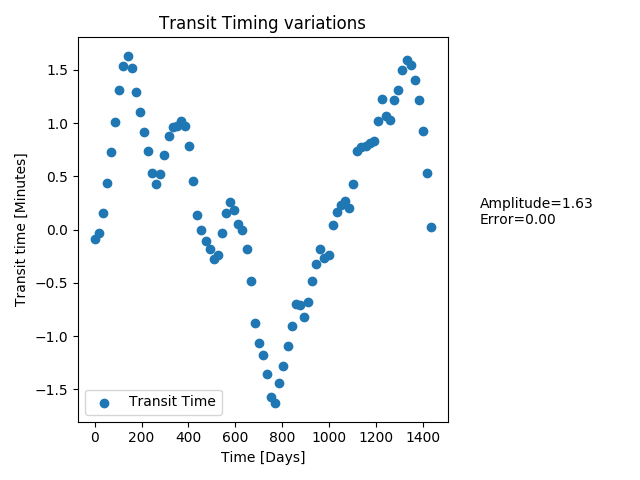 Transit Timing variations
Transit time [Minutes]
1.5
1.0
0.5
0.0
−0.5
−1.0
−1.5
Amplitude=1.63
Error=0.00
Transit Time
0 200 400 600 800 1000 1200 1400
Time [Days]